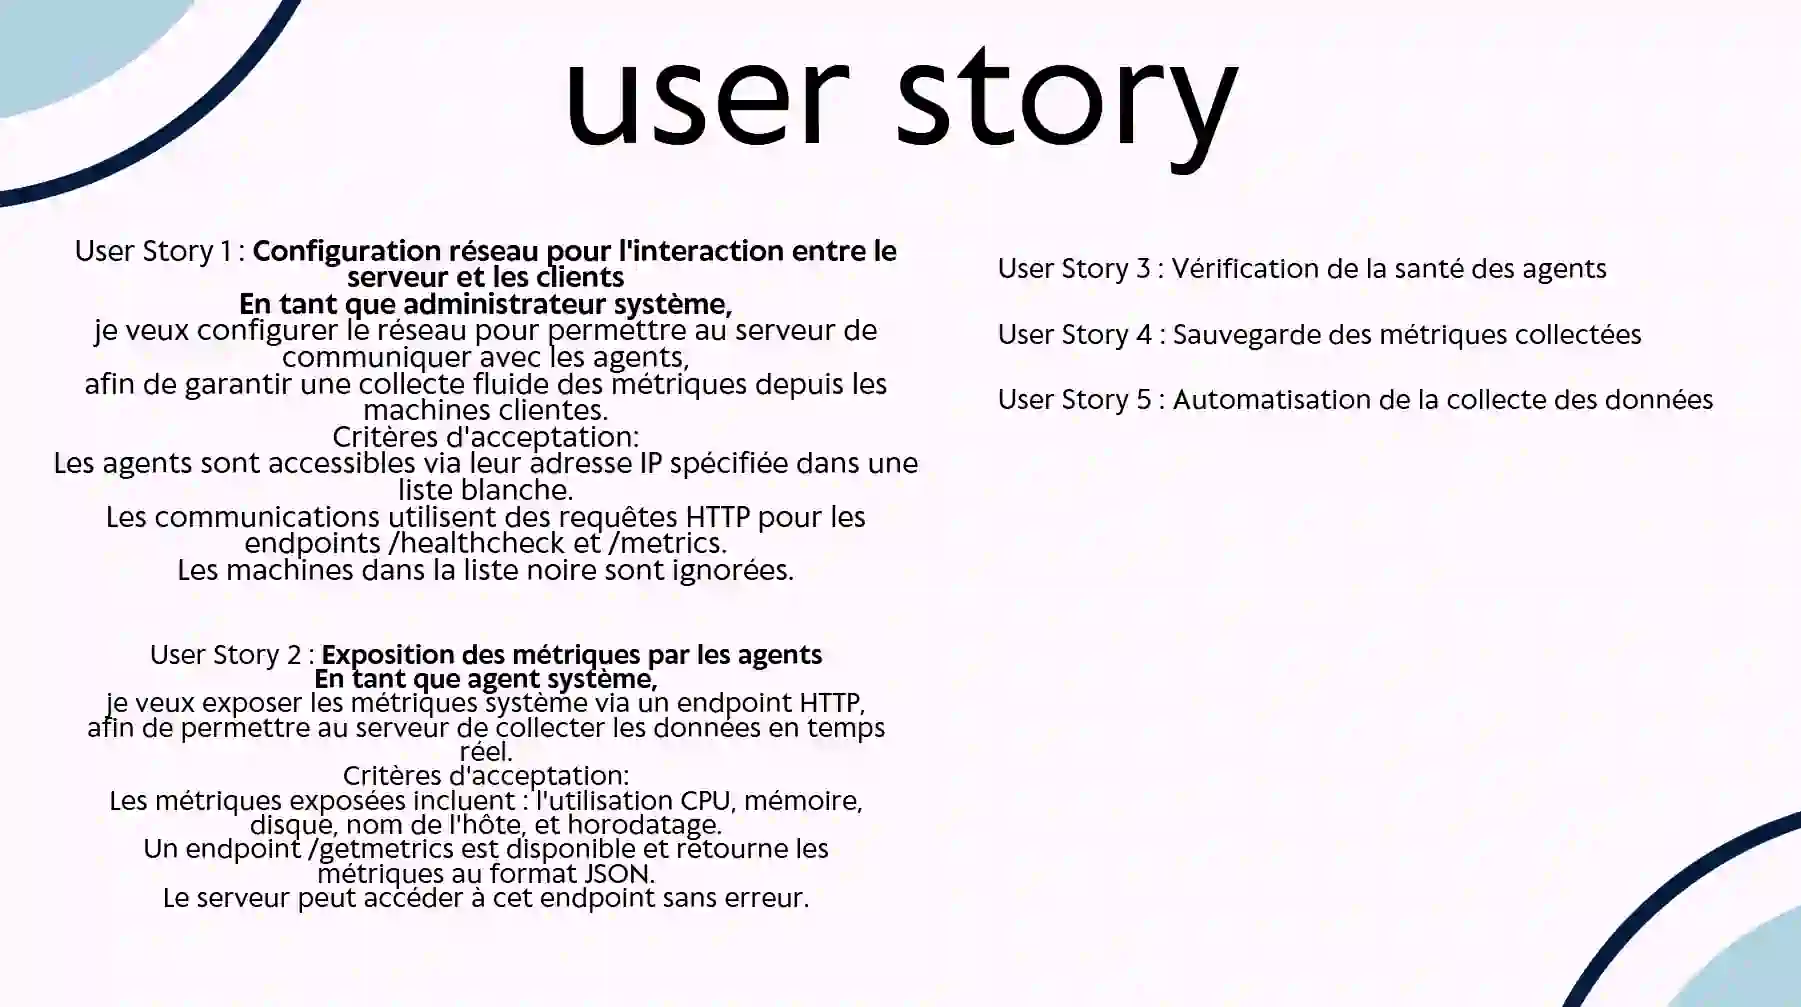 user story
User Story 1 : Configuration réseau pour l'interaction entre le
serveur et les clients
En tant que administrateur système,
je veux configurer le réseau pour permettre au serveur de
communiquer avec les agents,
afin de garantir une collecte fluide des métriques depuis les
machines clientes.
Critères d'acceptation:
Les agents sont accessibles via leur adresse IP spécifiée dans une
liste blanche.
Les communications utilisent des requêtes HTTP pour les
endpoints /healthcheck et /metrics.
Les machines dans la liste noire sont ignorées.
User Story 2 : Exposition des métriques par les agents
En tant que agent système,
je veux exposer les métriques système via un endpoint HTTP,
afin de permettre au serveur de collecter les données en temps
réel.
Critères d'acceptation:
Les métriques exposées incluent : l'utilisation CPU, mémoire,
disque, nom de l'hôte, et horodatage.
Un endpoint /getmetrics est disponible et retourne les
métriques au format JSON.
Le serveur peut accéder à cet endpoint sans erreur.
User Story 3 : Vérification de la santé des agents
User Story 4 : Sauvegarde des métriques collectées
User Story 5 : Automatisation de la collecte des données